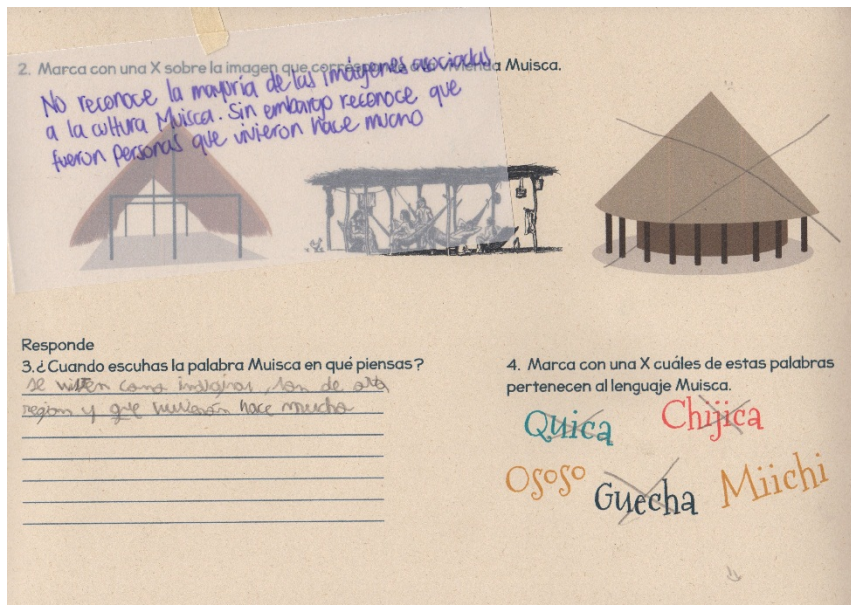 2. Marca con una X sobre la imagen que corresponde a la vivienda Muisca.
No reconoce la mayoría de las imágenes asociadas
a la cultura Muisca. Sin embargo reconoce que
fueron personas que vivieron hace mucho
Responde
3.¿Cuando escuhas la palabra Muisca en qué piensas?
se visten como indiginas, son de otra
region y que vivieron hace mucho
4. Marca con una X cuáles de estas palabras
pertenecen al lenguaje Muisca.
Quica Chijica
Ososo Guecha Miichi